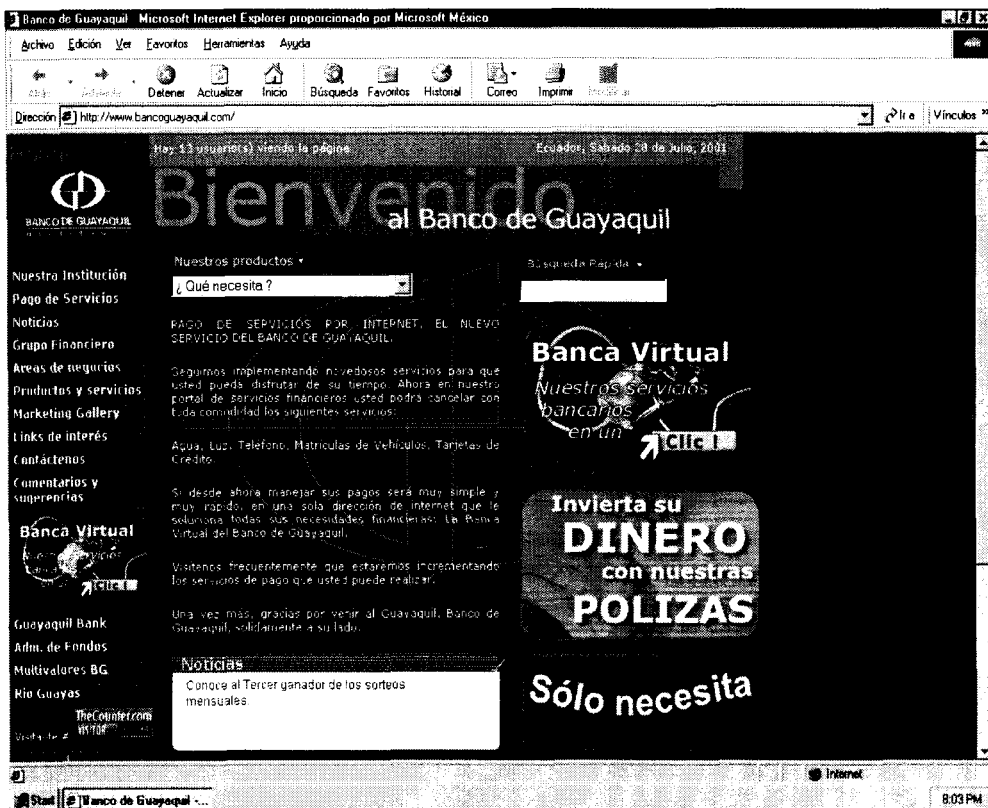 Banco de Guayaquil - Microsoft Internet Explorer proporcionado por Microsoft México
Archivo Edición Ver Favoritos Herramientas Ayuda
Detener Actualizar Inicio Búsqueda Favoritos Historial Correo Imprimir
Dirección http://www.bancoguayaquil.com/ Ir a Vínculos »
Hay 13 usuario(s) viendo la página Ecuador, Sábado 28 de Julio, 2001
BANCO DE GUAYAQUIL
Bienvenido
al Banco de Guayaquil
Nuestra Institución
Pago de Servicios
Noticias
Grupo Financiero
Areas de negocios
Productos y servicios
Marketing Gallery
Links de interés
Contáctenos
Comentarios y
sugerencias
Banca Virtual
clic !
Guayaquil Bank
Adm. de Fondos
Multivalores BG
Rio Guayas
TheCounter.com
VISITOR
Visitante #
Nuestros productos
¿ Qué necesita ?
PAGO DE SERVICIOS POR INTERNET, EL NUEVO
SERVICIO DEL BANCO DE GUAYAQUIL.
Seguimos implementando novedosos servicios para que
usted pueda disfrutar de su tiempo. Ahora en nuestro
portal de servicios financieros usted podrá cancelar con
toda comodidad los siguientes servicios:
Agua, Luz, Telefono, Matriculas de Vehículos, Tarjetas de
Crédito.
Si desde ahora manejar sus pagos será muy simple y
muy rapido, en una sola dirección de internet que le
soluciona todas sus necesidades financieras: La Banca
Virtual del Banco de Guayaquil.
Visítenos frecuentemente que estaremos incrementando
los servicios de pago que usted puede realizar.
Una vez más, gracias por venir al Guayaquil. Banco de
Guayaquil, solidamente a su lado.
Noticias
Conoce al Tercer ganador de los sorteos
mensuales.
Búsqueda Rápida
Banca Virtual
Nuestros servicios
bancarios
en un
Clic !
Invierta su
DINERO
con nuestras
POLIZAS
Sólo necesita
Internet
Start Banco de Guayaquil -... 8:03 PM